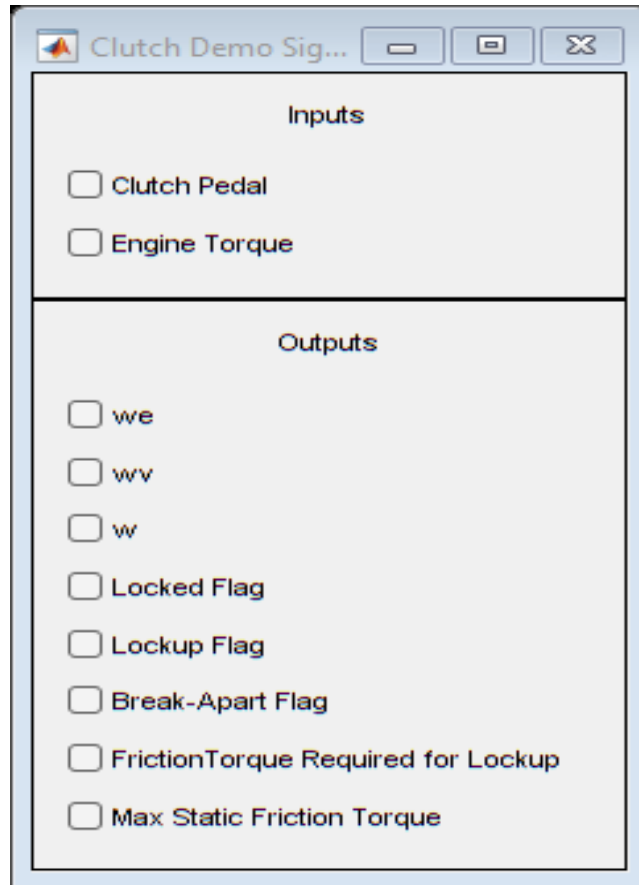 Clutch Demo Sig...
Inputs
Clutch Pedal
Engine Torque
Outputs
we
wv
w
Locked Flag
Lockup Flag
Break-Apart Flag
FrictionTorque Required for Lockup
Max Static Friction Torque